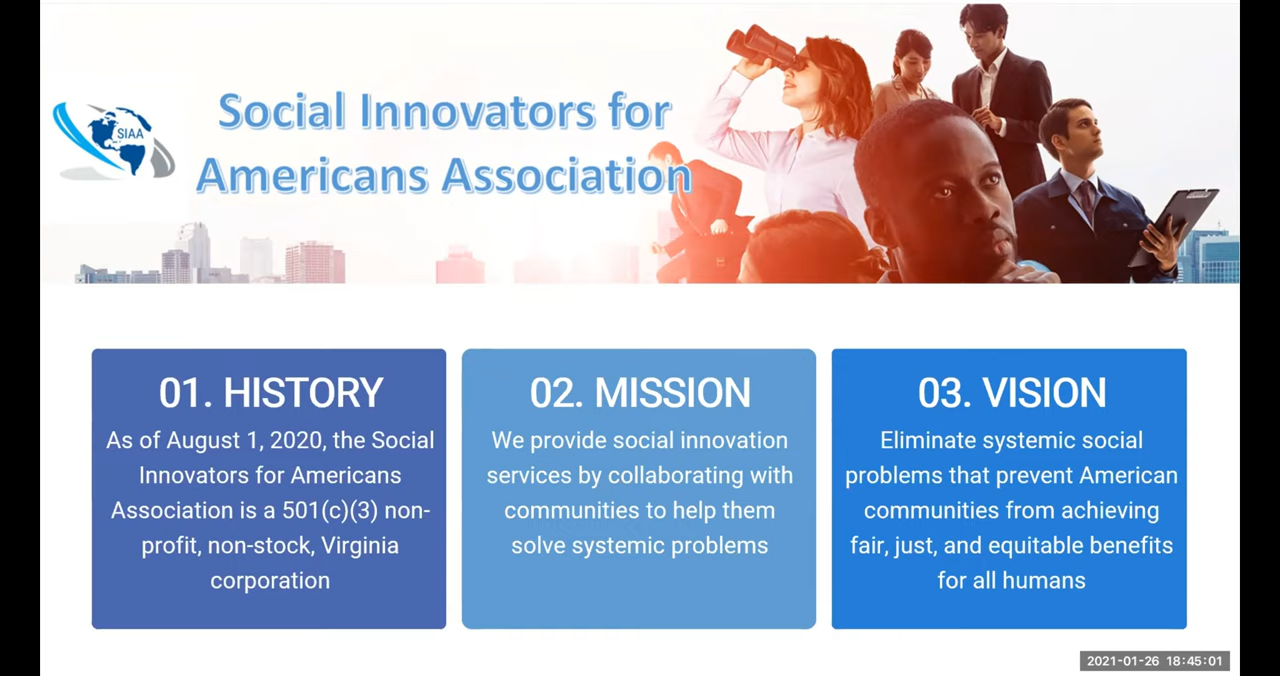 SIAA
Social Innovators for
Americans Association
01. HISTORY
As of August 1, 2020, the Social
Innovators for Americans
Association is a 501(c)(3) non-
profit, non-stock, Virginia
corporation
02. MISSION
We provide social innovation
services by collaborating with
communities to help them
solve systemic problems
03. VISION
Eliminate systemic social
problems that prevent American
communities from achieving
fair, just, and equitable benefits
for all humans
2021-01-26 18:45:01